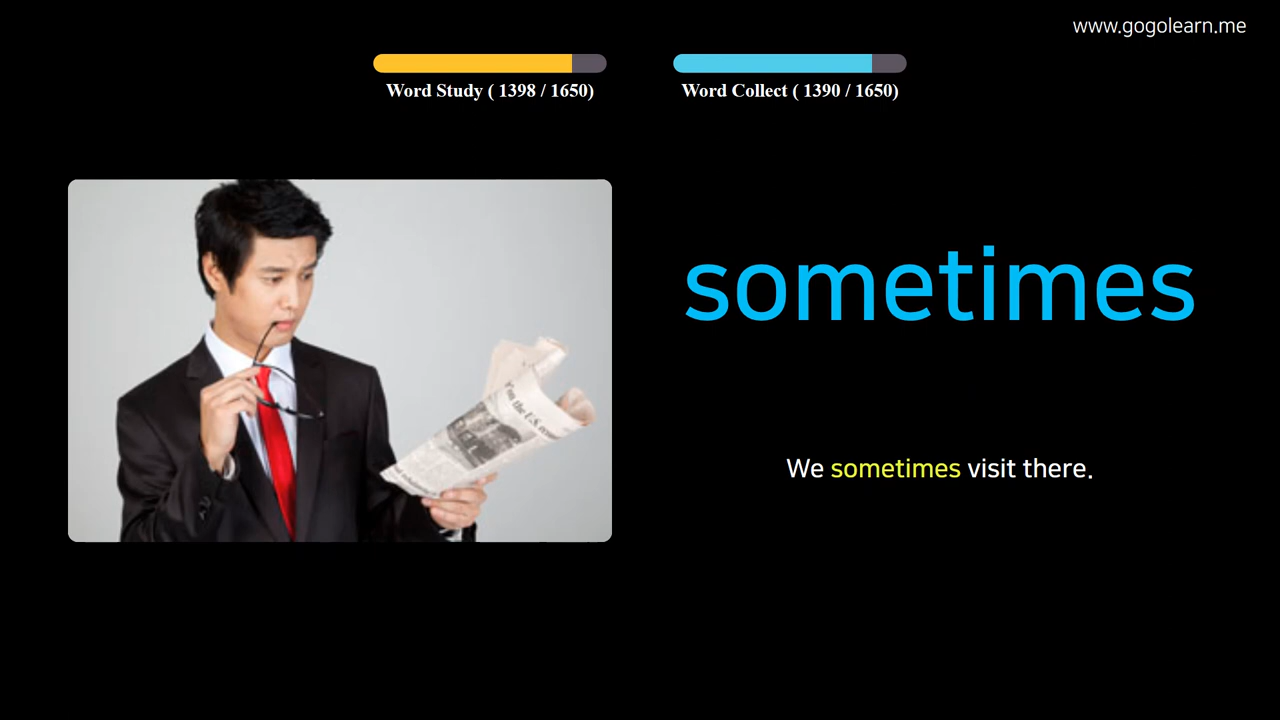 www.gogolearn.me
Word Study ( 1398 / 1650)
Word Collect ( 1390 / 1650)
sometimes
We sometimes visit there.